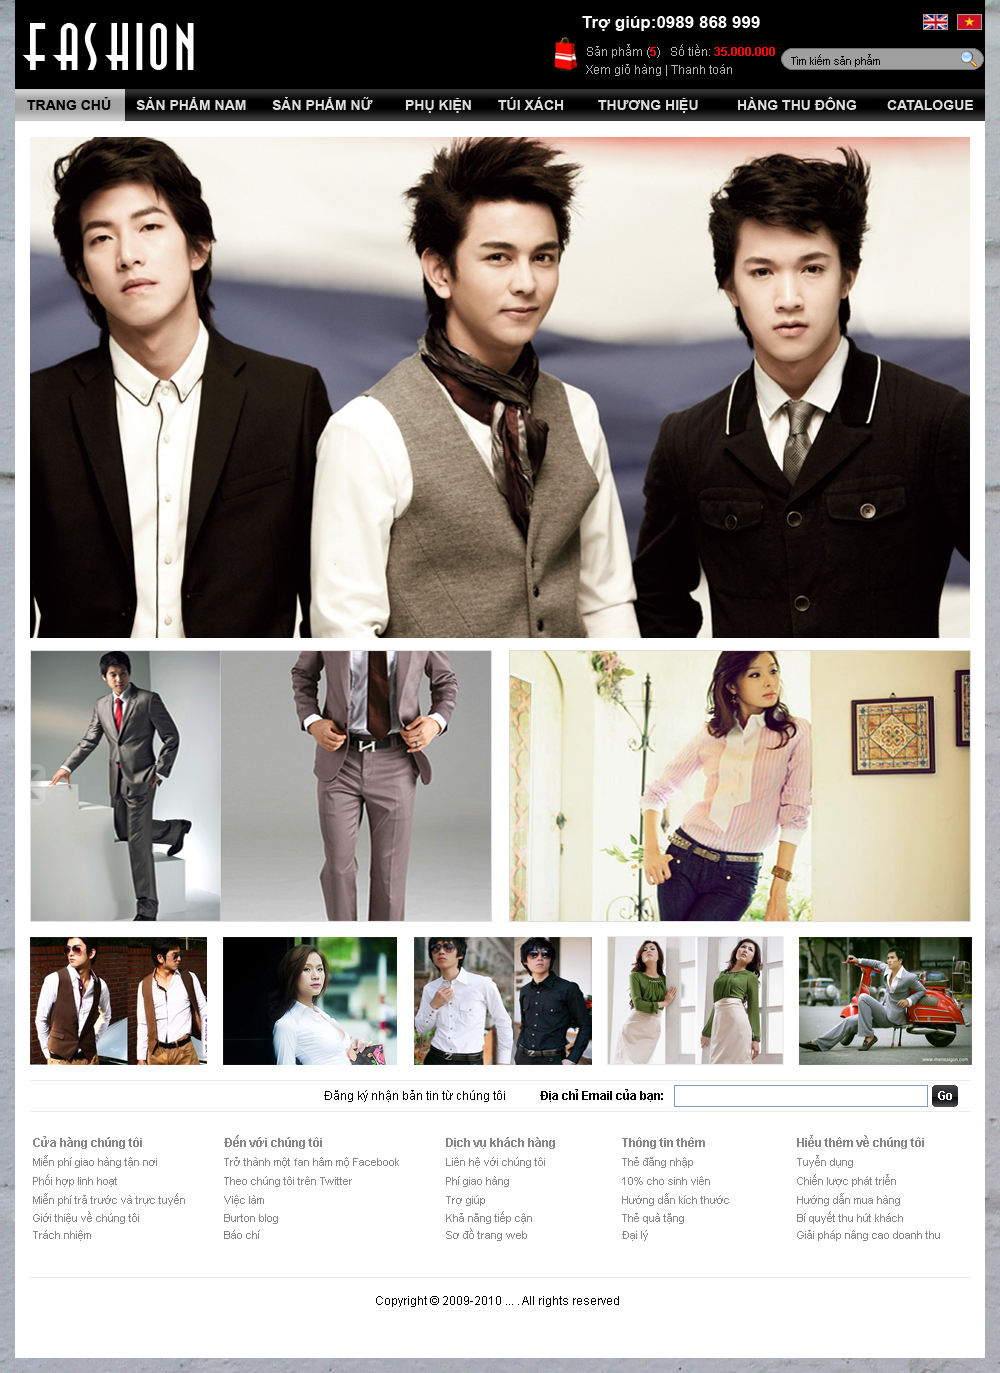 FASHION
Trợ giúp:0989 868 999
Sản phẩm (5) Số tiền: 35.000.000
Xem giỏ hàng | Thanh toán
Tìm kiếm sản phẩm
TRANG CHỦ SẢN PHẨM NAM SẢN PHẨM NỮ PHỤ KIỆN TÚI XÁCH THƯƠNG HIỆU HÀNG THU ĐÔNG CATALOGUE
www.mensaigon.com
Đăng ký nhận bản tin từ chúng tôi Địa chỉ Email của bạn: Go
Cửa hàng chúng tôi
Miễn phí giao hàng tận nơi
Phối hợp linh hoạt
Miễn phí trả trước và trực tuyến
Giới thiệu về chúng tôi
Trách nhiệm
Đến với chúng tôi
Trở thành một fan hâm mộ Facebook
Theo chúng tôi trên Twitter
Việc làm
Burton blog
Báo chí
Dịch vụ khách hàng
Liên hệ với chúng tôi
Phí giao hàng
Trợ giúp
Khả năng tiếp cận
Sơ đồ trang web
Thông tin thêm
Thẻ đăng nhập
10% cho sinh viên
Hướng dẫn kích thước
Thẻ quà tặng
Đại lý
Hiểu thêm về chúng tôi
Tuyển dụng
Chiến lược phát triển
Hướng dẫn mua hàng
Bí quyết thu hút khách
Giải pháp nâng cao doanh thu
Copyright © 2009-2010 ... . All rights reserved